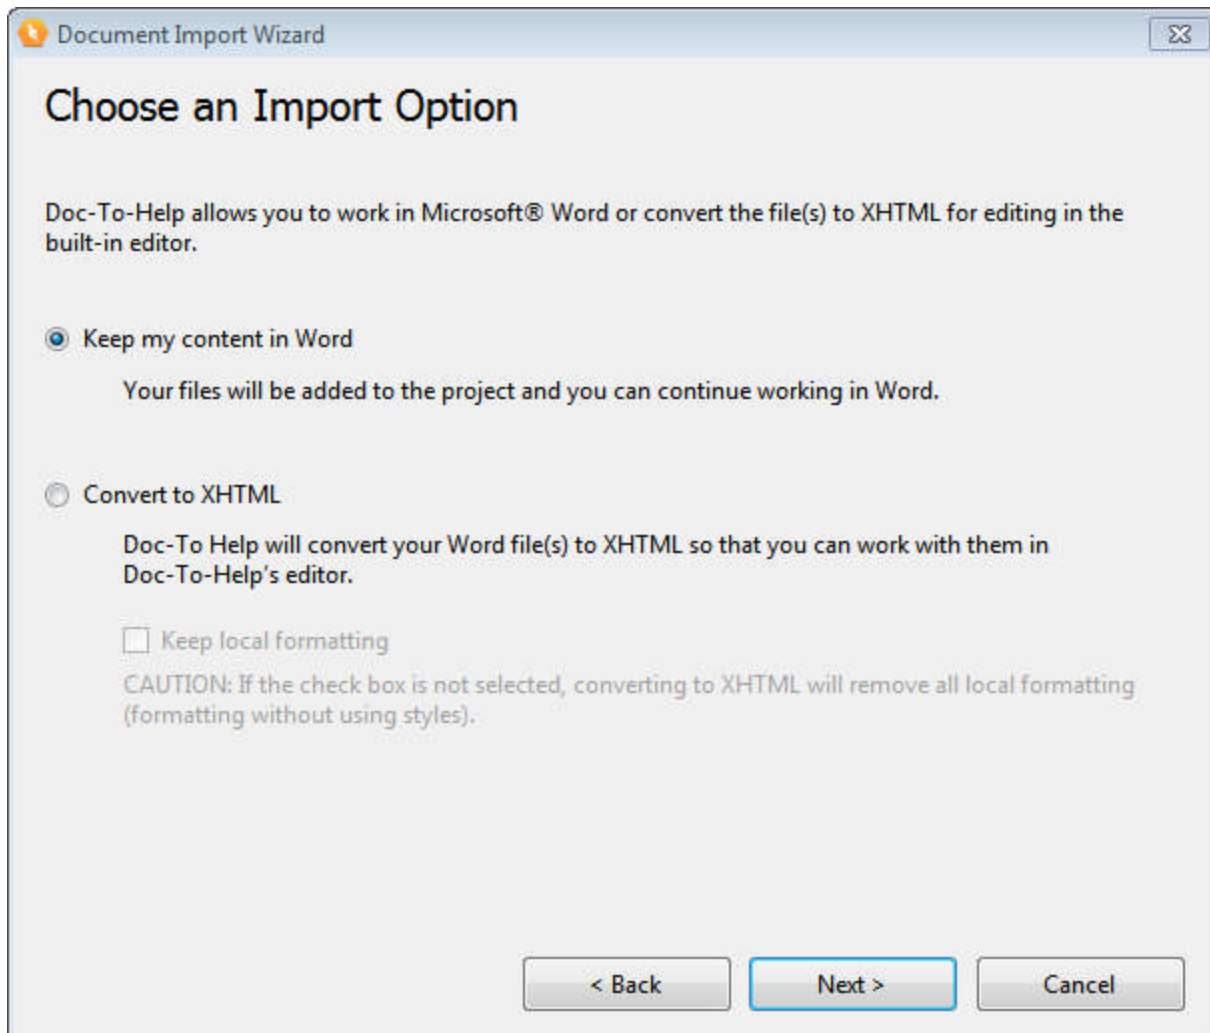 Document Import Wizard
Choose an Import Option
Doc-To-Help allows you to work in Microsoft® Word or convert the file(s) to XHTML for editing in the
built-in editor.
Keep my content in Word
Your files will be added to the project and you can continue working in Word.
Convert to XHTML
Doc-To Help will convert your Word file(s) to XHTML so that you can work with them in
Doc-To-Help's editor.
Keep local formatting
CAUTION: If the check box is not selected, converting to XHTML will remove all local formatting
(formatting without using styles).
< Back Next > Cancel